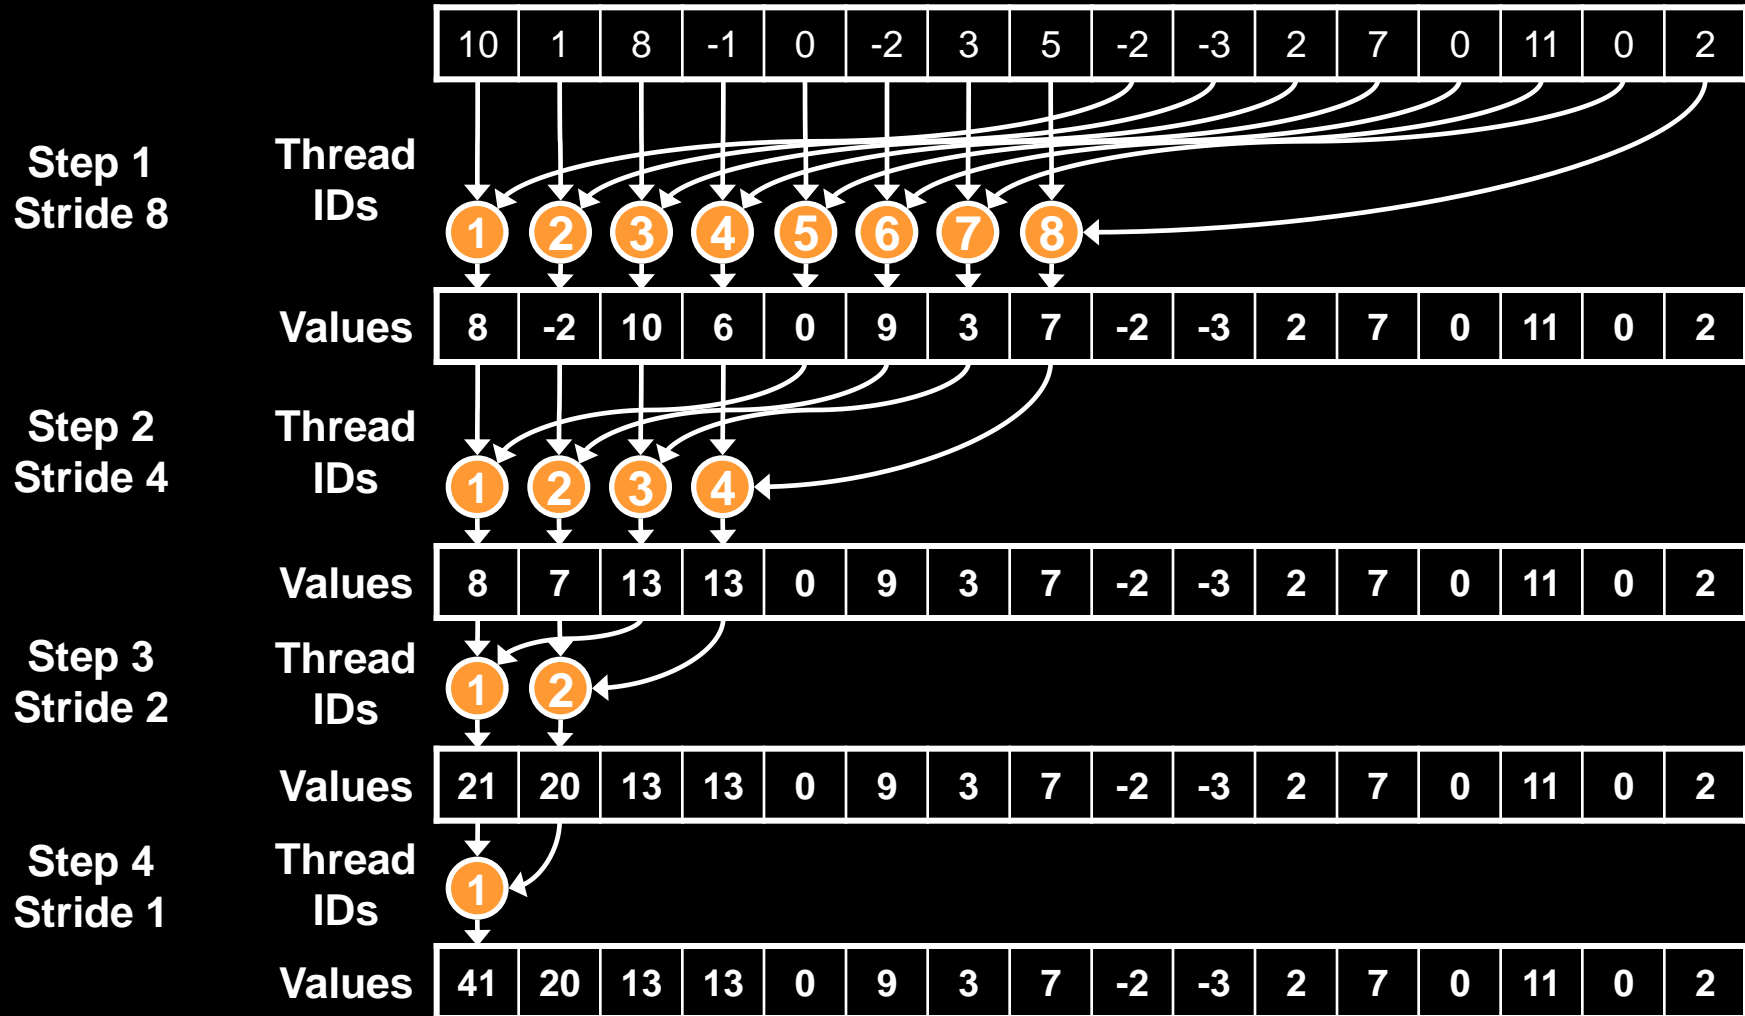 10 1 8 -1 0 -2 3 5 -2 -3 2 7 0 11 0 2
Step 1
Stride 8
Thread
IDs
1 2 3 4 5 6 7 8
Values 8 -2 10 6 0 9 3 7 -2 -3 2 7 0 11 0 2
Step 2
Stride 4
Thread
IDs
1 2 3 4
Values 8 7 13 13 0 9 3 7 -2 -3 2 7 0 11 0 2
Step 3
Stride 2
Thread
IDs
1 2
Values 21 20 13 13 0 9 3 7 -2 -3 2 7 0 11 0 2
Step 4
Stride 1
Thread
IDs
1
Values 41 20 13 13 0 9 3 7 -2 -3 2 7 0 11 0 2